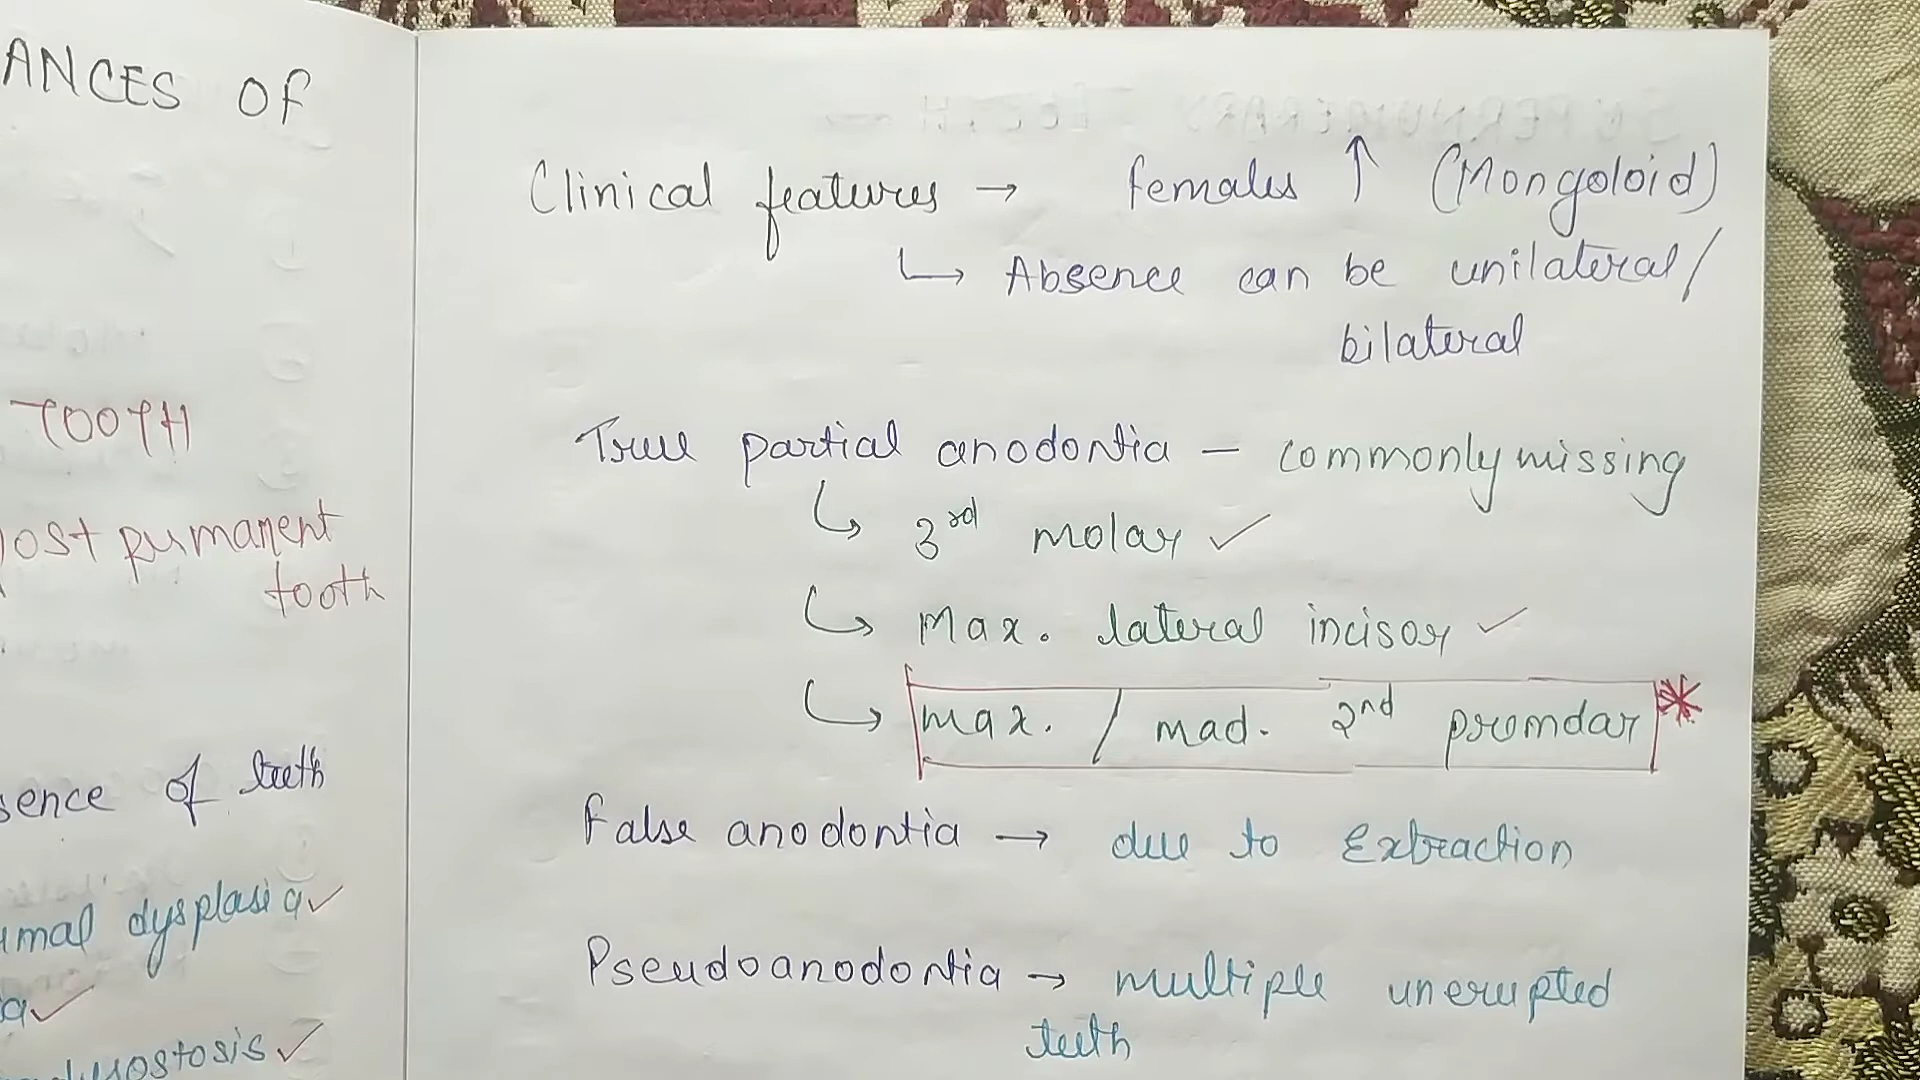 ANCES OF
TOOTH
ost permanent
tooth
sence of teeth
mal dysplasia ✓
a ✓
dysostosis ✓
Clinical features → females ↑ (Mongoloid)
↳ Absence can be unilateral/
bilateral
True partial anodontia - commonly missing
↳ 3rd molar ✓
↳ Max. lateral incisor ✓
↳ max. / mad. 2nd premolar *
False anodontia → due to Extraction
Pseudoanodontia → multiple unerupted
teeth